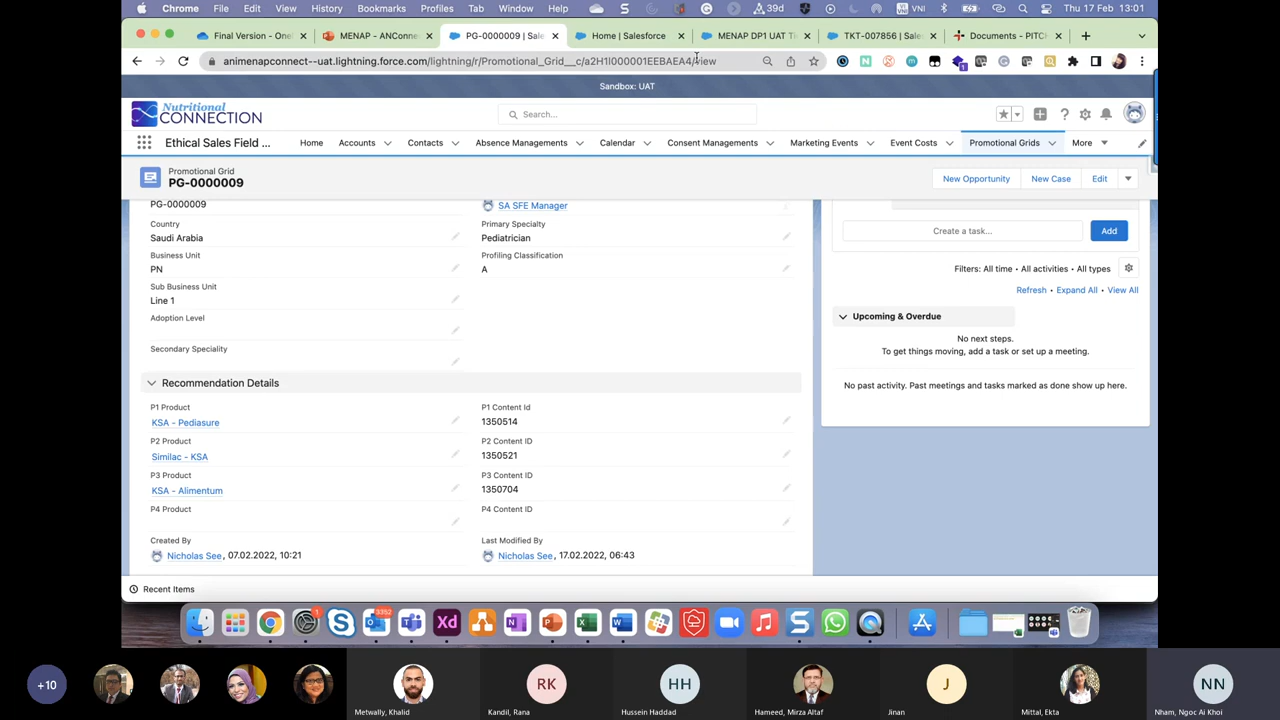 Chrome File Edit View History Bookmarks Profiles Tab Window Help 39d VNI Thu 17 Feb 13:01
Final Version - One MENAP - ANConne PG-0000009 | Sale Home | Salesforce MENAP DP1 UAT Ti TKT-007856 | Sale Documents - PITCH
animenapconnect--uat.lightning.force.com/lightning/r/Promotional_Grid__c/a2H1l000001EEBAEA4/view
Sandbox: UAT
Nutritional
CONNECTION
Search...
Ethical Sales Field ... Home Accounts Contacts Absence Managements Calendar Consent Managements Marketing Events Event Costs Promotional Grids More
Promotional Grid
PG-0000009
New Opportunity New Case Edit
PG-0000009
SA SFE Manager
Country
Saudi Arabia
Primary Specialty
Pediatrician
Business Unit
PN
Profiling Classification
A
Sub Business Unit
Line 1
Adoption Level
Secondary Speciality
Recommendation Details
P1 Product
KSA - Pediasure
P1 Content Id
1350514
P2 Product
Similac - KSA
P2 Content ID
1350521
P3 Product
KSA - Alimentum
P3 Content ID
1350704
P4 Product
P4 Content ID
Created By
Nicholas See, 07.02.2022, 10:21
Last Modified By
Nicholas See, 17.02.2022, 06:43
Create a task...
Add
Filters: All time • All activities • All types
Refresh • Expand All • View All
Upcoming & Overdue
No next steps.
To get things moving, add a task or set up a meeting.
No past activity. Past meetings and tasks marked as done show up here.
Recent Items
1
3352
Xd
+10
RK
HH
J
NN
Metwally, Khalid
Kandil, Rana
Hussein Haddad
Hameed, Mirza Altaf
Jinan
Mittal, Ekta
Nham, Ngoc Ai Khoi